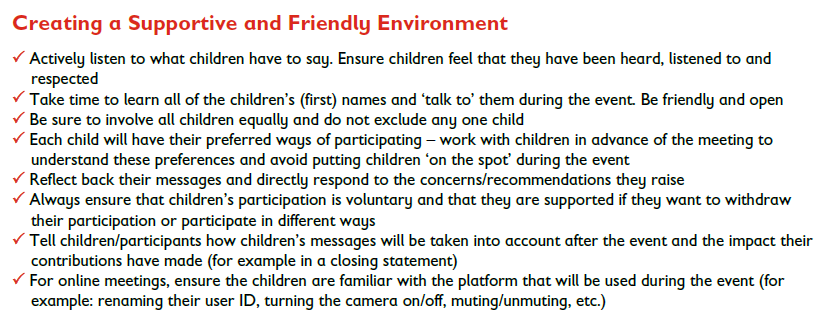 Creating a Supportive and Friendly Environment
✓ Actively listen to what children have to say. Ensure children feel that they have been heard, listened to and
respected
✓ Take time to learn all of the children’s (first) names and ‘talk to’ them during the event. Be friendly and open
✓ Be sure to involve all children equally and do not exclude any one child
✓ Each child will have their preferred ways of participating – work with children in advance of the meeting to
understand these preferences and avoid putting children ‘on the spot’ during the event
✓ Reflect back their messages and directly respond to the concerns/recommendations they raise
✓ Always ensure that children’s participation is voluntary and that they are supported if they want to withdraw
their participation or participate in different ways
✓ Tell children/participants how children’s messages will be taken into account after the event and the impact their
contributions have made (for example in a closing statement)
✓ For online meetings, ensure the children are familiar with the platform that will be used during the event (for
example: renaming their user ID, turning the camera on/off, muting/unmuting, etc.)